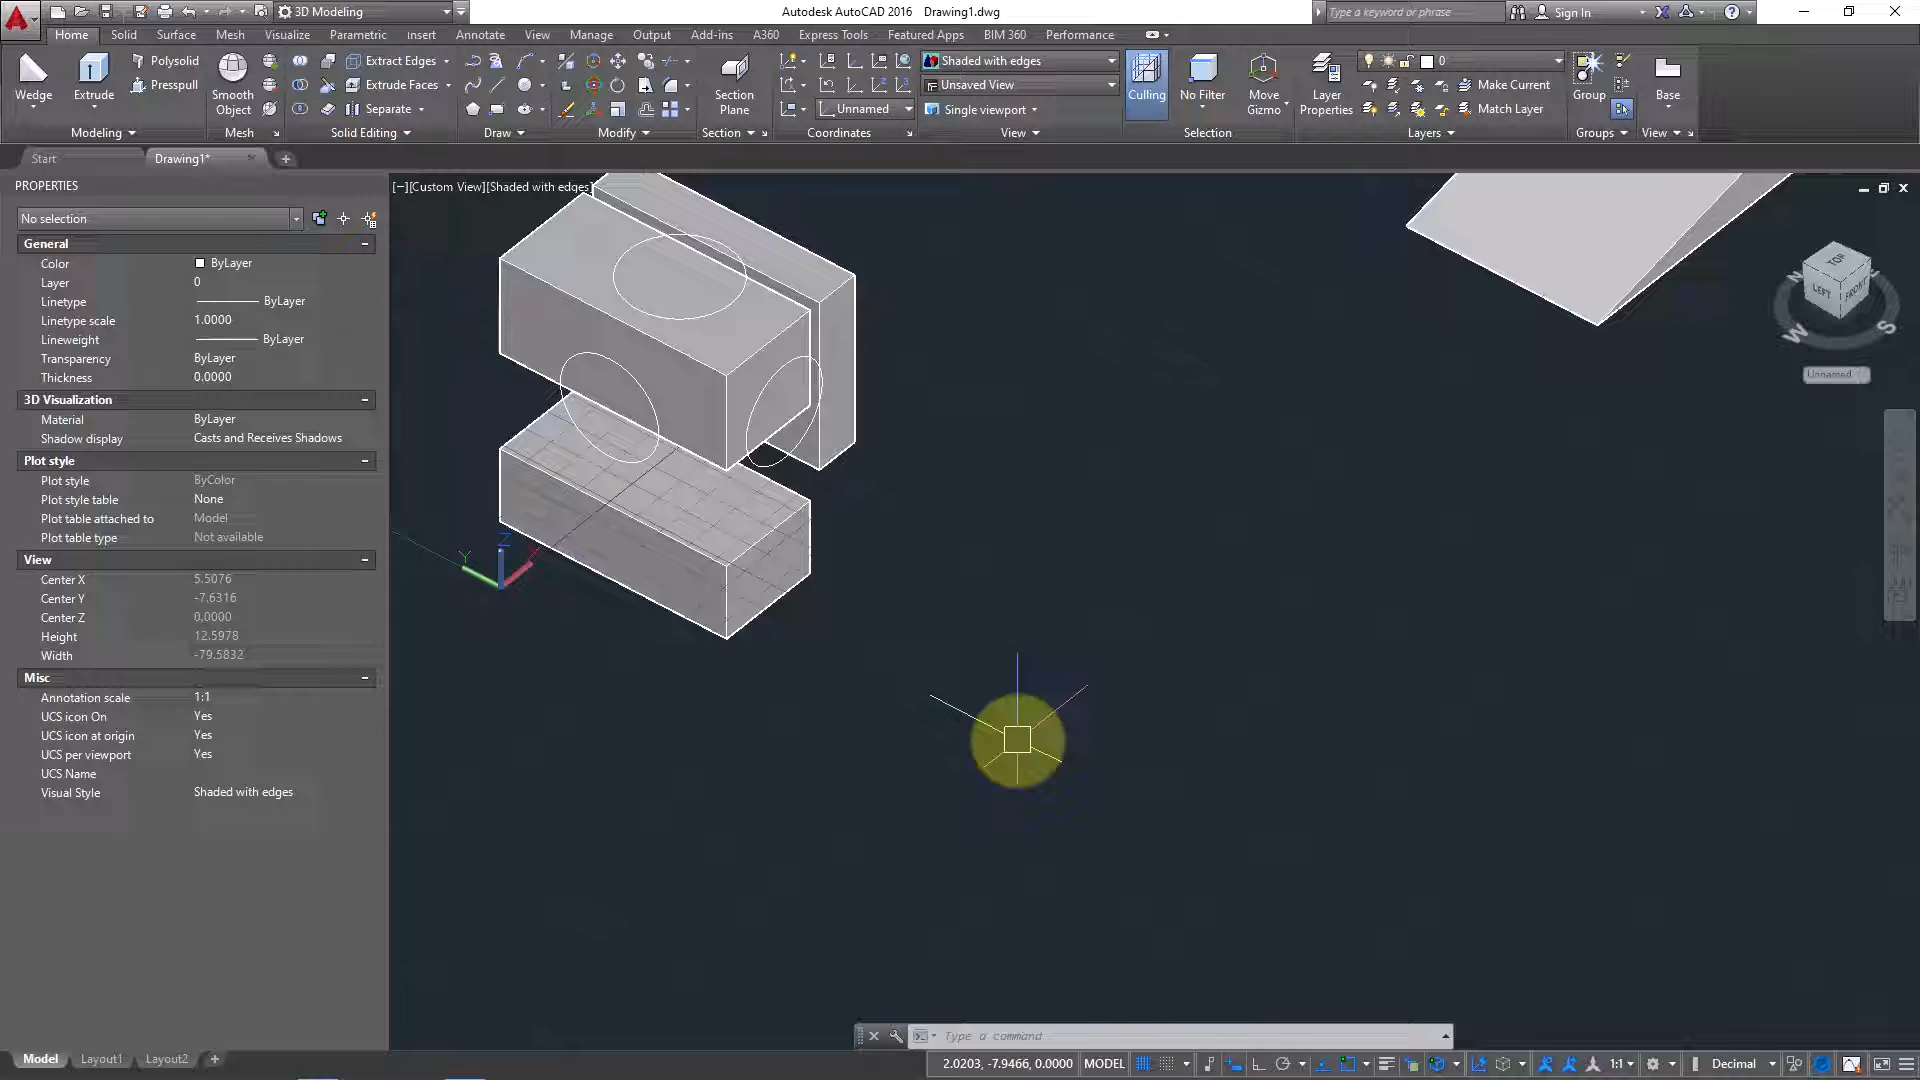 3D Modeling
Autodesk AutoCAD 2016 Drawing1.dwg
Type a keyword or phrase
Sign In
Home Solid Surface Mesh Visualize Parametric Insert Annotate View Manage Output Add-ins A360 Express Tools Featured Apps BIM 360 Performance
Wedge
Extrude
Polysolid
Presspull
Smooth
Object
Extract Edges
Extrude Faces
Separate
Section
Plane
Unnamed
Shaded with edges
Unsaved View
Single viewport
Culling
No Filter
Move
Gizmo
Layer
Properties
0
Make Current
Match Layer
Group
Base
Modeling Mesh Solid Editing Draw Modify Section Coordinates View Selection Layers Groups View
Start Drawing1*
PROPERTIES
[−][Custom View][Shaded with edges]
No selection
General
Color ByLayer
Layer 0
Linetype ByLayer
Linetype scale 1.0000
Lineweight ByLayer
Transparency ByLayer
Thickness 0.0000
3D Visualization
Material ByLayer
Shadow display Casts and Receives Shadows
Plot style
Plot style ByColor
Plot style table None
Plot table attached to Model
Plot table type Not available
View
Center X 5.5076
Center Y -7.6316
Center Z 0.0000
Height 12.5978
Width -79.5832
Misc
Annotation scale 1:1
UCS icon On Yes
UCS icon at origin Yes
UCS per viewport Yes
UCS Name
Visual Style Shaded with edges
TOP
LEFT
FRONT
N
W
S
Unnamed
Z
Y
X
Type a command
Model Layout1 Layout2
2.0203, -7.9466, 0.0000 MODEL 1:1 Decimal